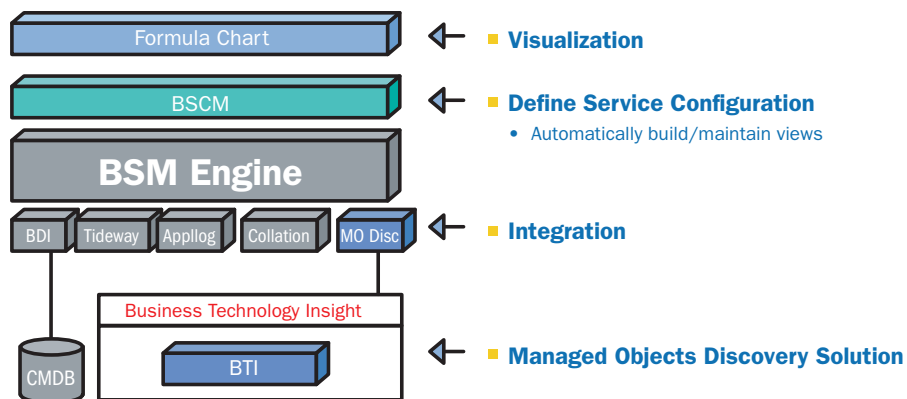 Formula Chart
Visualization
BSCM
Define Service Configuration
• Automatically build/maintain views
BSM Engine
BDI
Tideway
Appllog
Collation
MO Disc
Integration
Business Technology Insight
BTI
Managed Objects Discovery Solution
CMDB